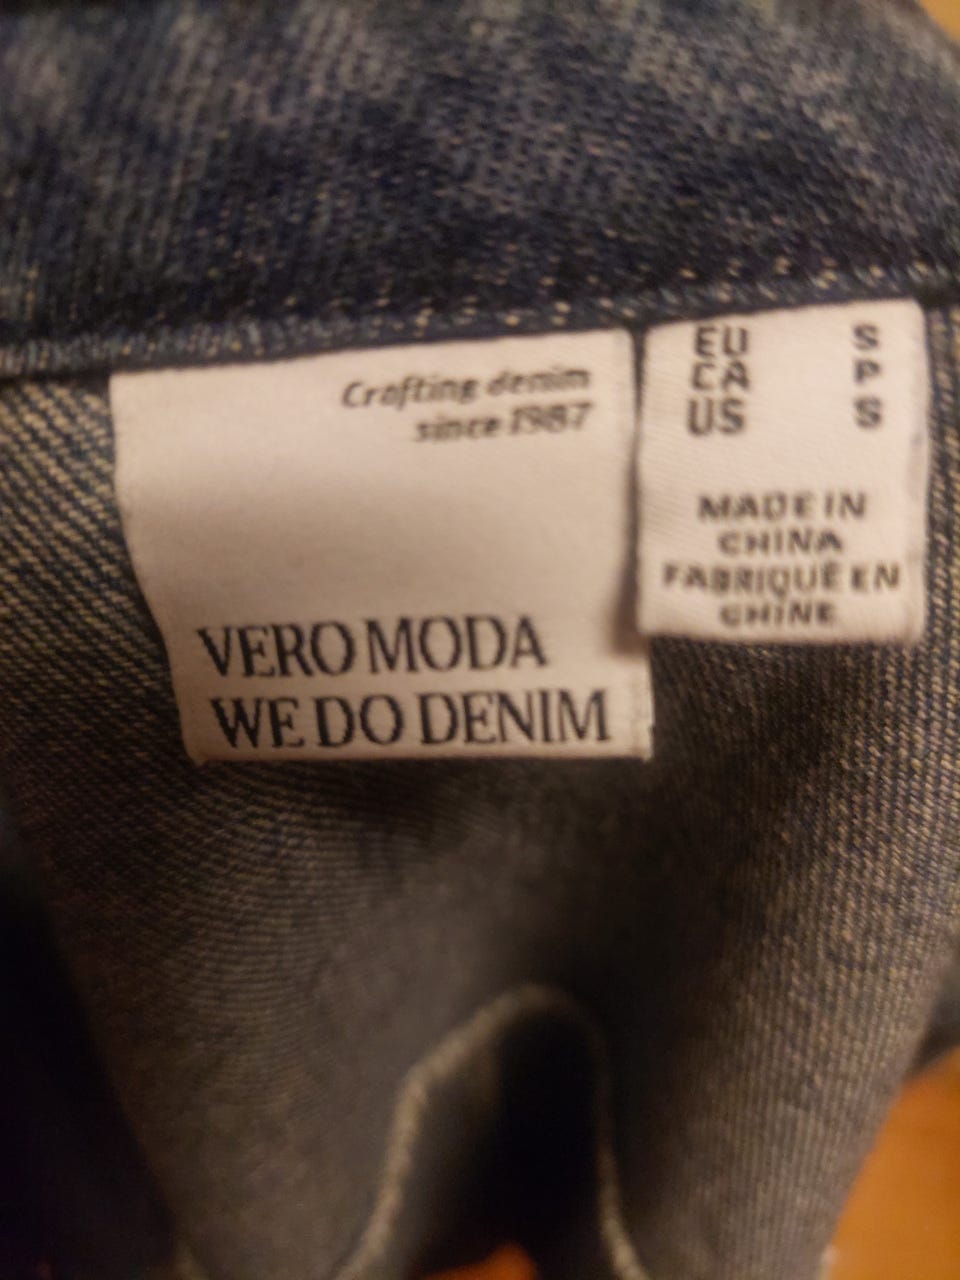 Crafting denim
since 1987
VERO MODA
WE DO DENIM
EU S
CA P
US S
MADE IN
CHINA
FABRIQUÉ EN
CHINE